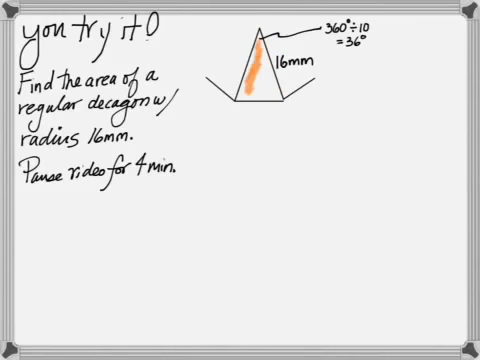 you try it!
Find the area of a
regular decagon w/
radius 16mm.
Pause video for 4 min.
360°÷10
= 36°
16mm